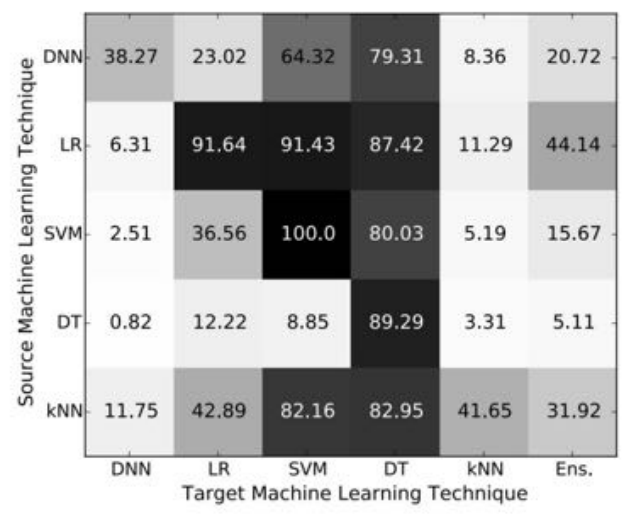 Source Machine Learning Technique
DNN 38.27 23.02 64.32 79.31 8.36 20.72
LR 6.31 91.64 91.43 87.42 11.29 44.14
SVM 2.51 36.56 100.0 80.03 5.19 15.67
DT 0.82 12.22 8.85 89.29 3.31 5.11
kNN 11.75 42.89 82.16 82.95 41.65 31.92
DNN LR SVM DT kNN Ens.
Target Machine Learning Technique